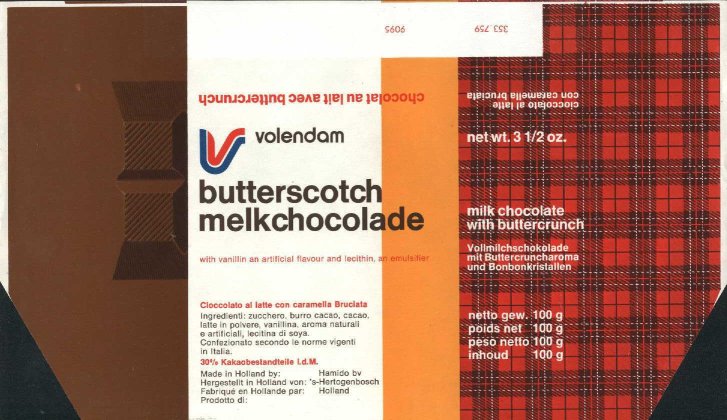 9095
353.759
chocolat au lait avec buttercrunch
cioccolato al latte
con caramella bruciata
volendam
butterscotch
melkchocolade
with vanillin an artificial flavour and lecithin, an emulsifier
Cioccolato al latte con caramella Bruciata
Ingredienti: zucchero, burro cacao, cacao,
latte in polvere, vanillina, aroma naturali
e artificiali, lecitina di soya.
Confezionato secondo le norme vigenti
in Italia.
30% Kakaobestandteile i.d.M.
Made in Holland by: Hamido bv
Hergestellt in Holland von: 's-Hertogenbosch
Fabriqué en Hollande par: Holland
Prodotto di:
net wt. 3 1/2 oz.
milk chocolate
with buttercrunch
Vollmilchschokolade
mit Buttercruncharoma
und Bonbonkristallen
netto gew. 100 g
poids net 100 g
peso netto 100 g
inhoud 100 g